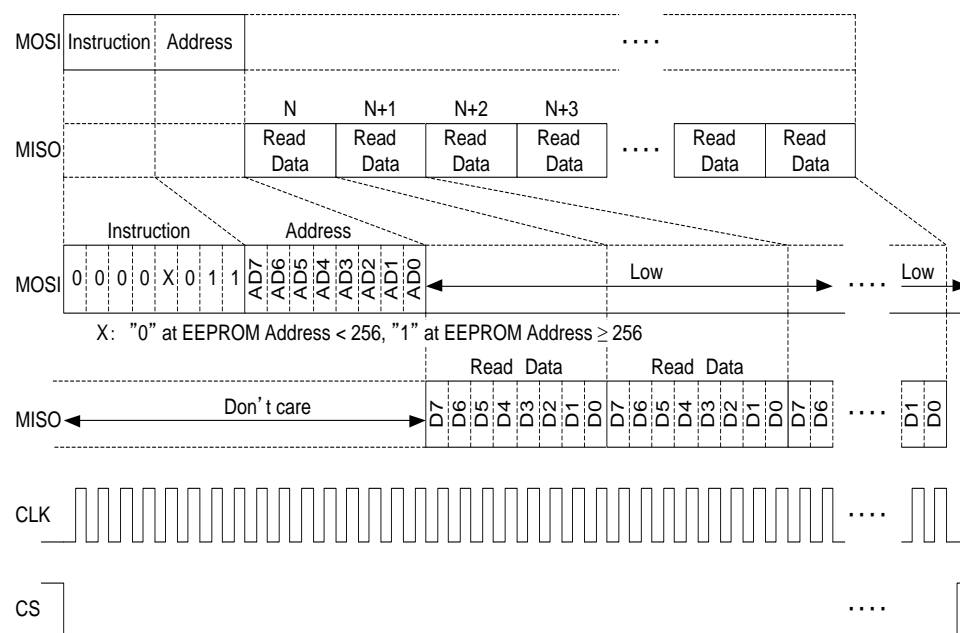 MOSI Instruction Address ····
N N+1 N+2 N+3
MISO Read Data Read Data Read Data Read Data ···· Read Data Read Data
Instruction Address
MOSI 0 0 0 0 X 0 1 1 AD7 AD6 AD5 AD4 AD3 AD2 AD1 AD0 Low ···· Low
X: "0" at EEPROM Address < 256, "1" at EEPROM Address ≥ 256
Read Data Read Data
MISO Don't care D7 D6 D5 D4 D3 D2 D1 D0 D7 D6 D5 D4 D3 D2 D1 D0 D7 D6 ···· D1 D0
CLK ····
CS ····